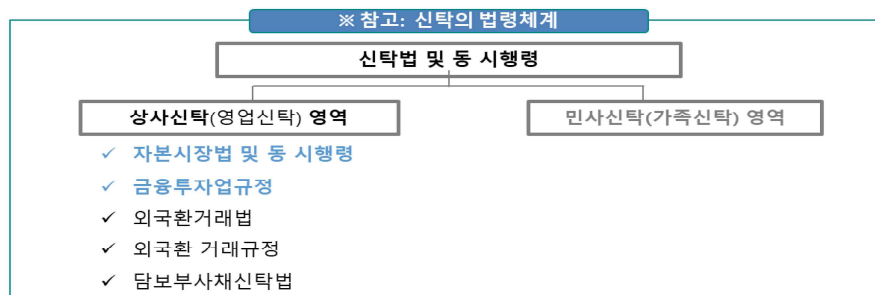 ※ 참고: 신탁의 법령체계
신탁법 및 동 시행령
상사신탁(영업신탁) 영역
민사신탁(가족신탁) 영역
✓ 자본시장법 및 동 시행령
✓ 금융투자업규정
✓ 외국환거래법
✓ 외국환 거래규정
✓ 담보부사채신탁법